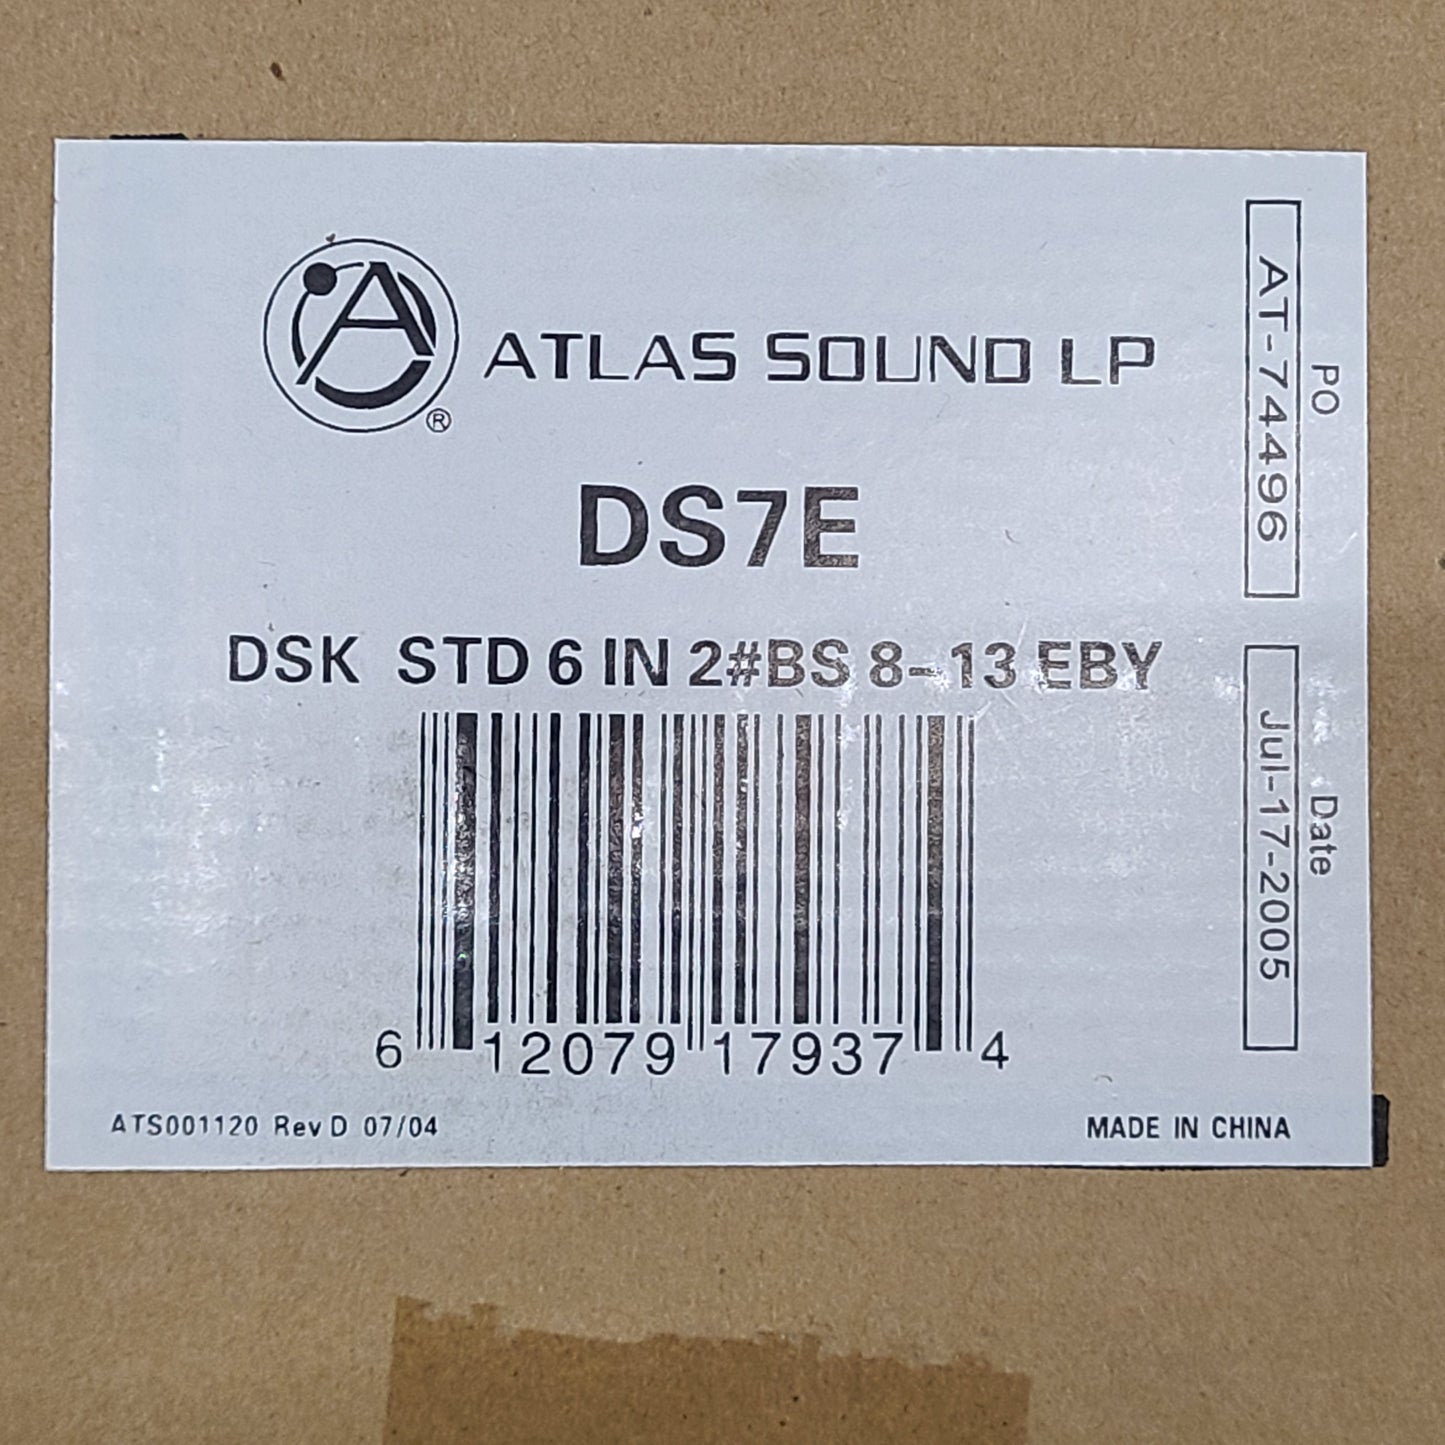 ATLAS SOUND LP
®
DS7E
DSK STD 6 IN 2#BS 8-13 EBY
6 12079 17937 4
ATS001120 Rev D 07/04
MADE IN CHINA
PO
AT-74496
Date
Jul-17-2005